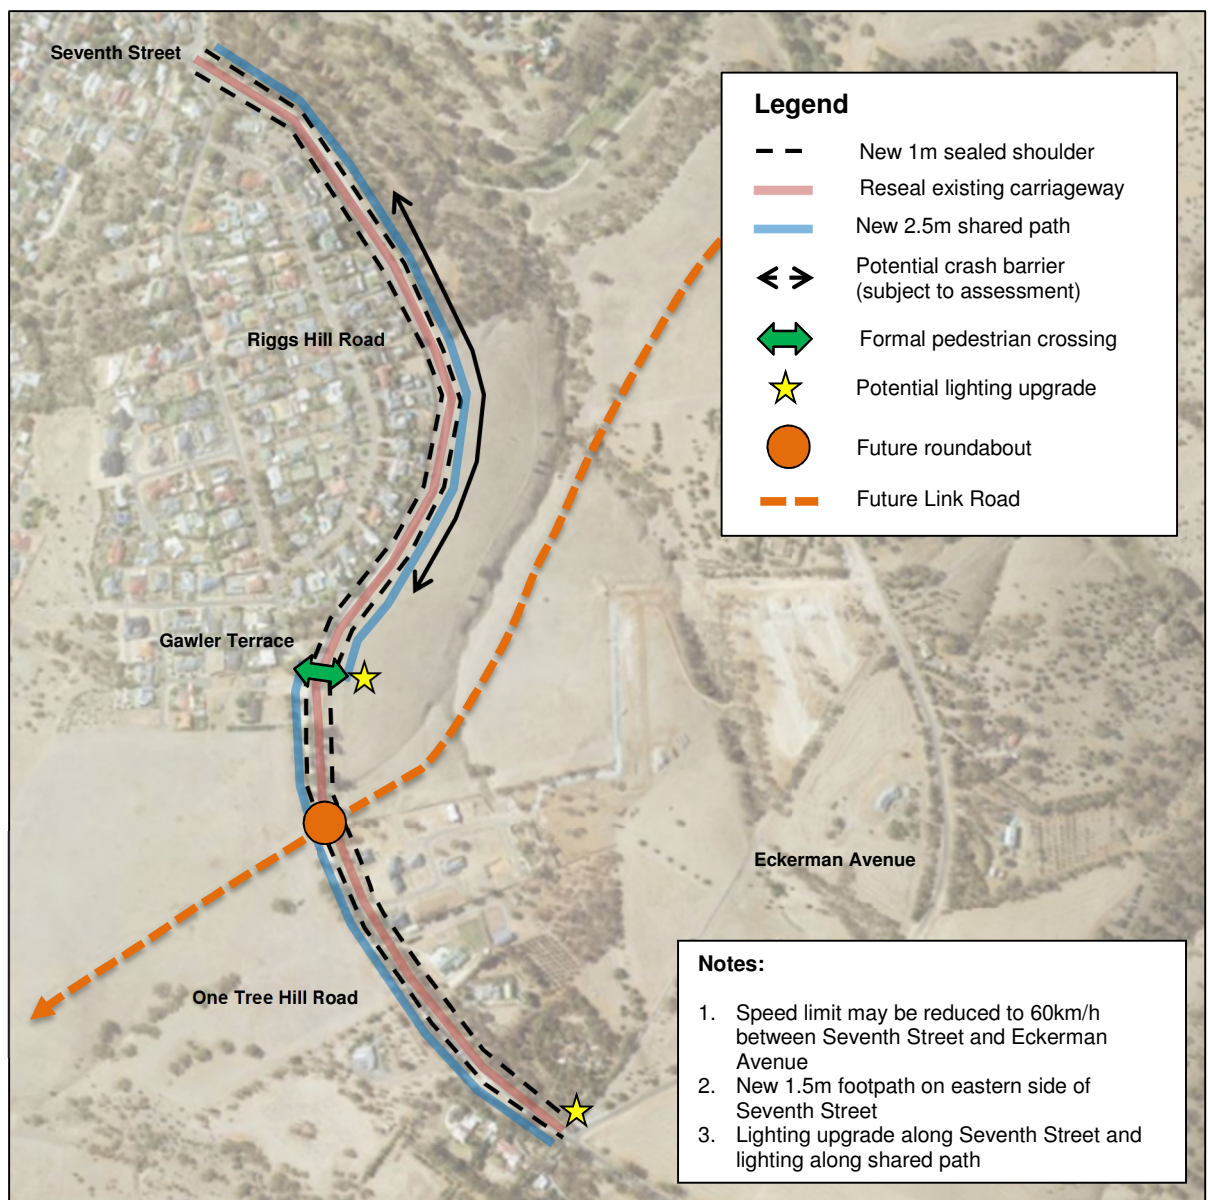 Seventh Street
Legend
New 1m sealed shoulder
Reseal existing carriageway
New 2.5m shared path
Potential crash barrier
(subject to assessment)
Formal pedestrian crossing
Potential lighting upgrade
Future roundabout
Future Link Road
Riggs Hill Road
Gawler Terrace
Eckerman Avenue
One Tree Hill Road
Notes:
1. Speed limit may be reduced to 60km/h
between Seventh Street and Eckerman
Avenue
2. New 1.5m footpath on eastern side of
Seventh Street
3. Lighting upgrade along Seventh Street and
lighting along shared path